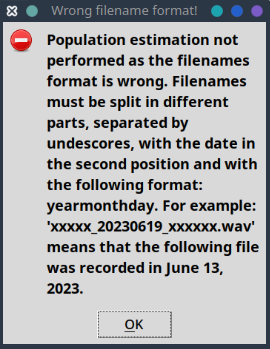 Wrong filename format!
Population estimation not
performed as the filenames
format is wrong. Filenames
must be split in different
parts, separated by
undescores, with the date in
the second position and with
the following format:
yearmonthday. For example:
'xxxxx_20230619_xxxxxx.wav'
means that the following file
was recorded in June 13,
2023.
OK